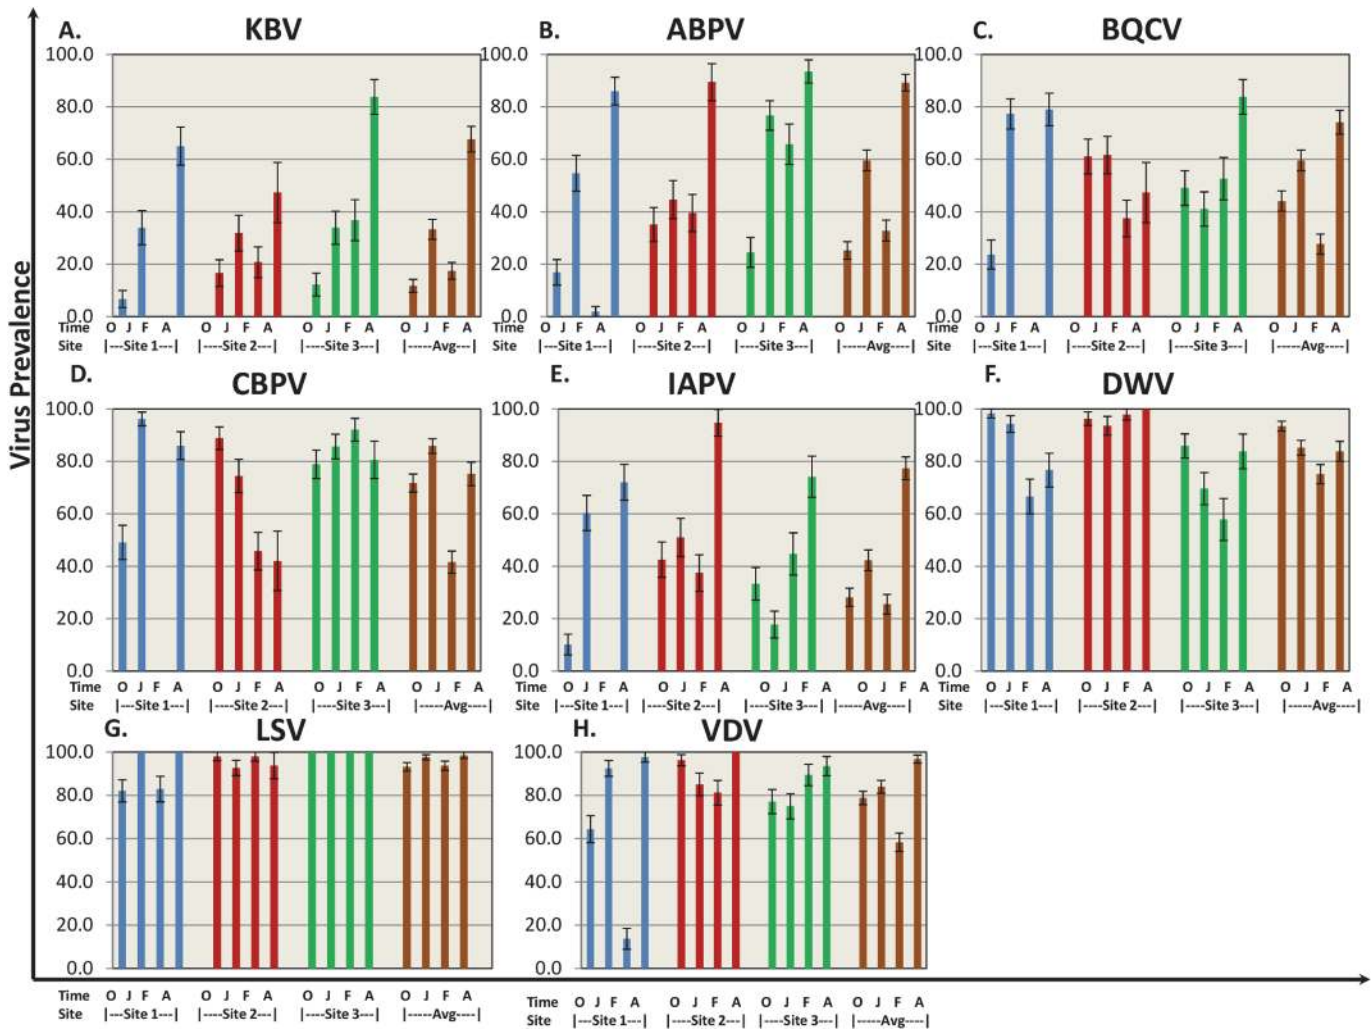 A. KBV
B. ABPV
C. BQCV
100.0 100.0 100.0
80.0 80.0 80.0
60.0 60.0 60.0
40.0 40.0 40.0
20.0 20.0 20.0
0.0 0.0 0.0
Time O J F A O J F A O J F A O J F A O J F A O J F A O J F A O J F A O J F A O J F A O J F A O J F A
Site |---Site 1---| |----Site 2---| |----Site 3---| |-----Avg---| |---Site 1---| |----Site 2---| |----Site 3---| |-----Avg----| |---Site 1---| |----Site 2---| |----Site 3---| |-----Avg----|
Virus Prevalence
D. CBPV
E. IAPV
F. DWV
100.0 100.0 100.0
80.0 80.0 80.0
60.0 60.0 60.0
40.0 40.0 40.0
20.0 20.0 20.0
0.0 0.0 0.0
Time O J F A O J F A O J F A O J F A O J F A O J F A O J F A O J F A O J F A O J F A O J F A O J F A
Site |---Site 1---| |----Site 2---| |----Site 3---| |-----Avg----| |---Site 1---| |----Site 2---| |----Site 3---| |-----Avg----| |---Site 1---| |----Site 2---| |----Site 3---| |-----Avg----|
G. LSV
H. VDV
100.0 100.0
80.0 80.0
60.0 60.0
40.0 40.0
20.0 20.0
0.0 0.0
Time O J F A O J F A O J F A O J F A Time O J F A O J F A O J F A O J F A
Site |---Site 1---| |----Site 2---| |----Site 3---| |-----Avg----| Site |---Site 1---| |----Site 2---| |----Site 3---| |-----Avg----|